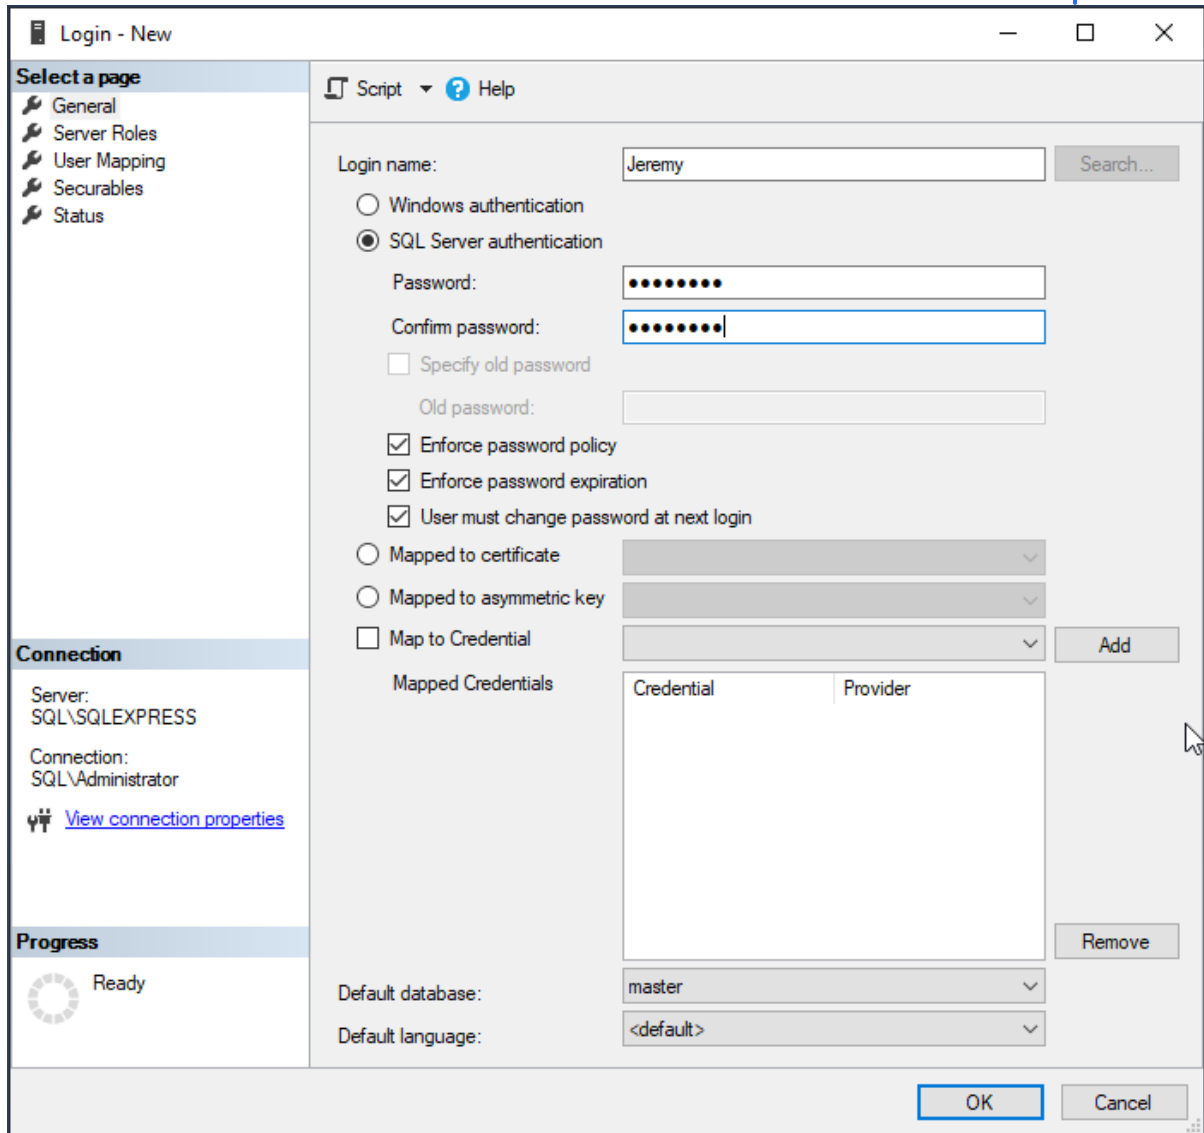 Login - New
Select a page
General
Server Roles
User Mapping
Securables
Status
Script
Help
Login name:
Jeremy
Search...
Windows authentication
SQL Server authentication
Password:
●●●●●●●●
Confirm password:
●●●●●●●●
Specify old password
Old password:
Enforce password policy
Enforce password expiration
User must change password at next login
Mapped to certificate
Mapped to asymmetric key
Map to Credential
Add
Mapped Credentials
Credential
Provider
Remove
Default database:
master
Default language:
<default>
Connection
Server:
SQL\SQLEXPRESS
Connection:
SQL\Administrator
View connection properties
Progress
Ready
OK
Cancel